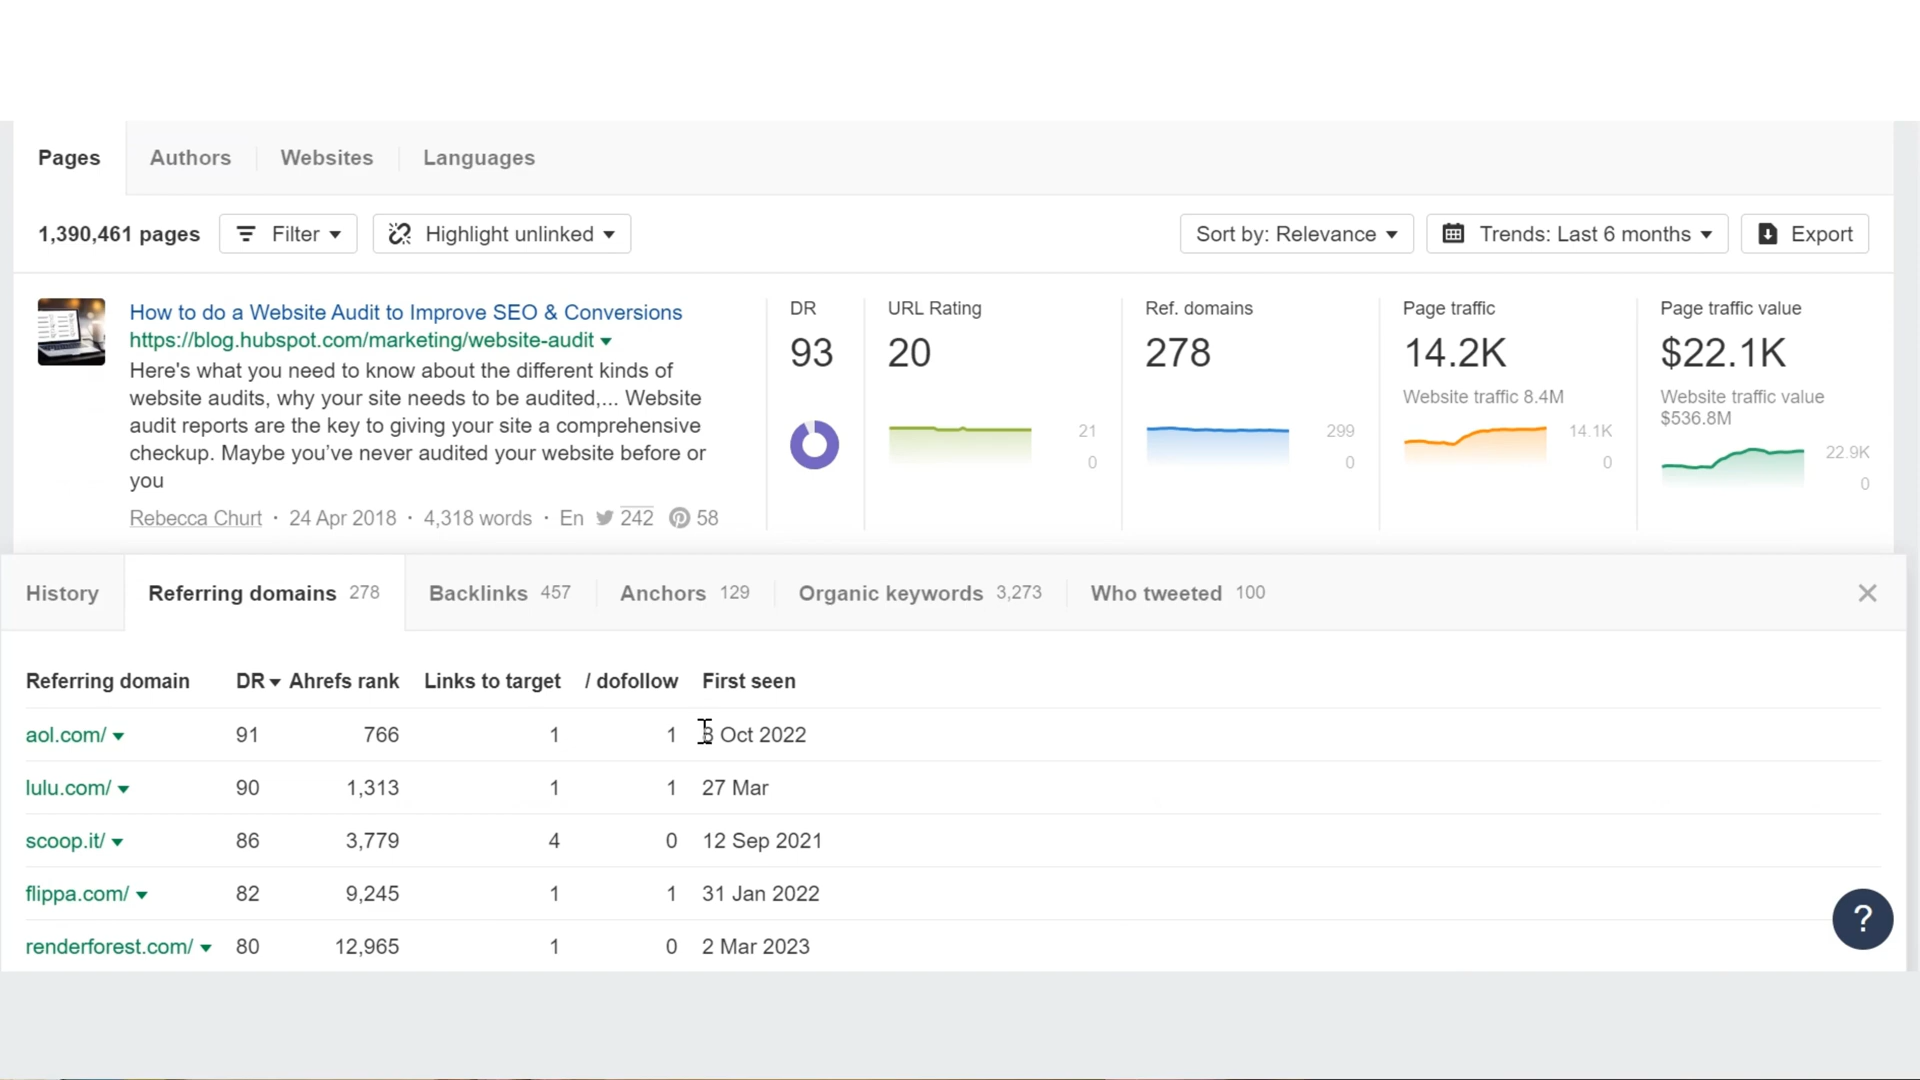 Pages Authors Websites Languages
1,390,461 pages Filter Highlight unlinked Sort by: Relevance Trends: Last 6 months Export
How to do a Website Audit to Improve SEO & Conversions
https://blog.hubspot.com/marketing/website-audit
Here's what you need to know about the different kinds of
website audits, why your site needs to be audited,... Website
audit reports are the key to giving your site a comprehensive
checkup. Maybe you've never audited your website before or
you
Rebecca Churt · 24 Apr 2018 · 4,318 words · En 242 58
DR
93
URL Rating
20
21
0
Ref. domains
278
299
0
Page traffic
14.2K
Website traffic 8.4M
14.1K
0
Page traffic value
$22.1K
Website traffic value
$536.8M
22.9K
0
History Referring domains 278 Backlinks 457 Anchors 129 Organic keywords 3,273 Who tweeted 100
Referring domain DR Ahrefs rank Links to target / dofollow First seen
aol.com/ 91 766 1 1 Oct 2022
lulu.com/ 90 1,313 1 1 27 Mar
scoop.it/ 86 3,779 4 0 12 Sep 2021
flippa.com/ 82 9,245 1 1 31 Jan 2022
renderforest.com/ 80 12,965 1 0 2 Mar 2023
?